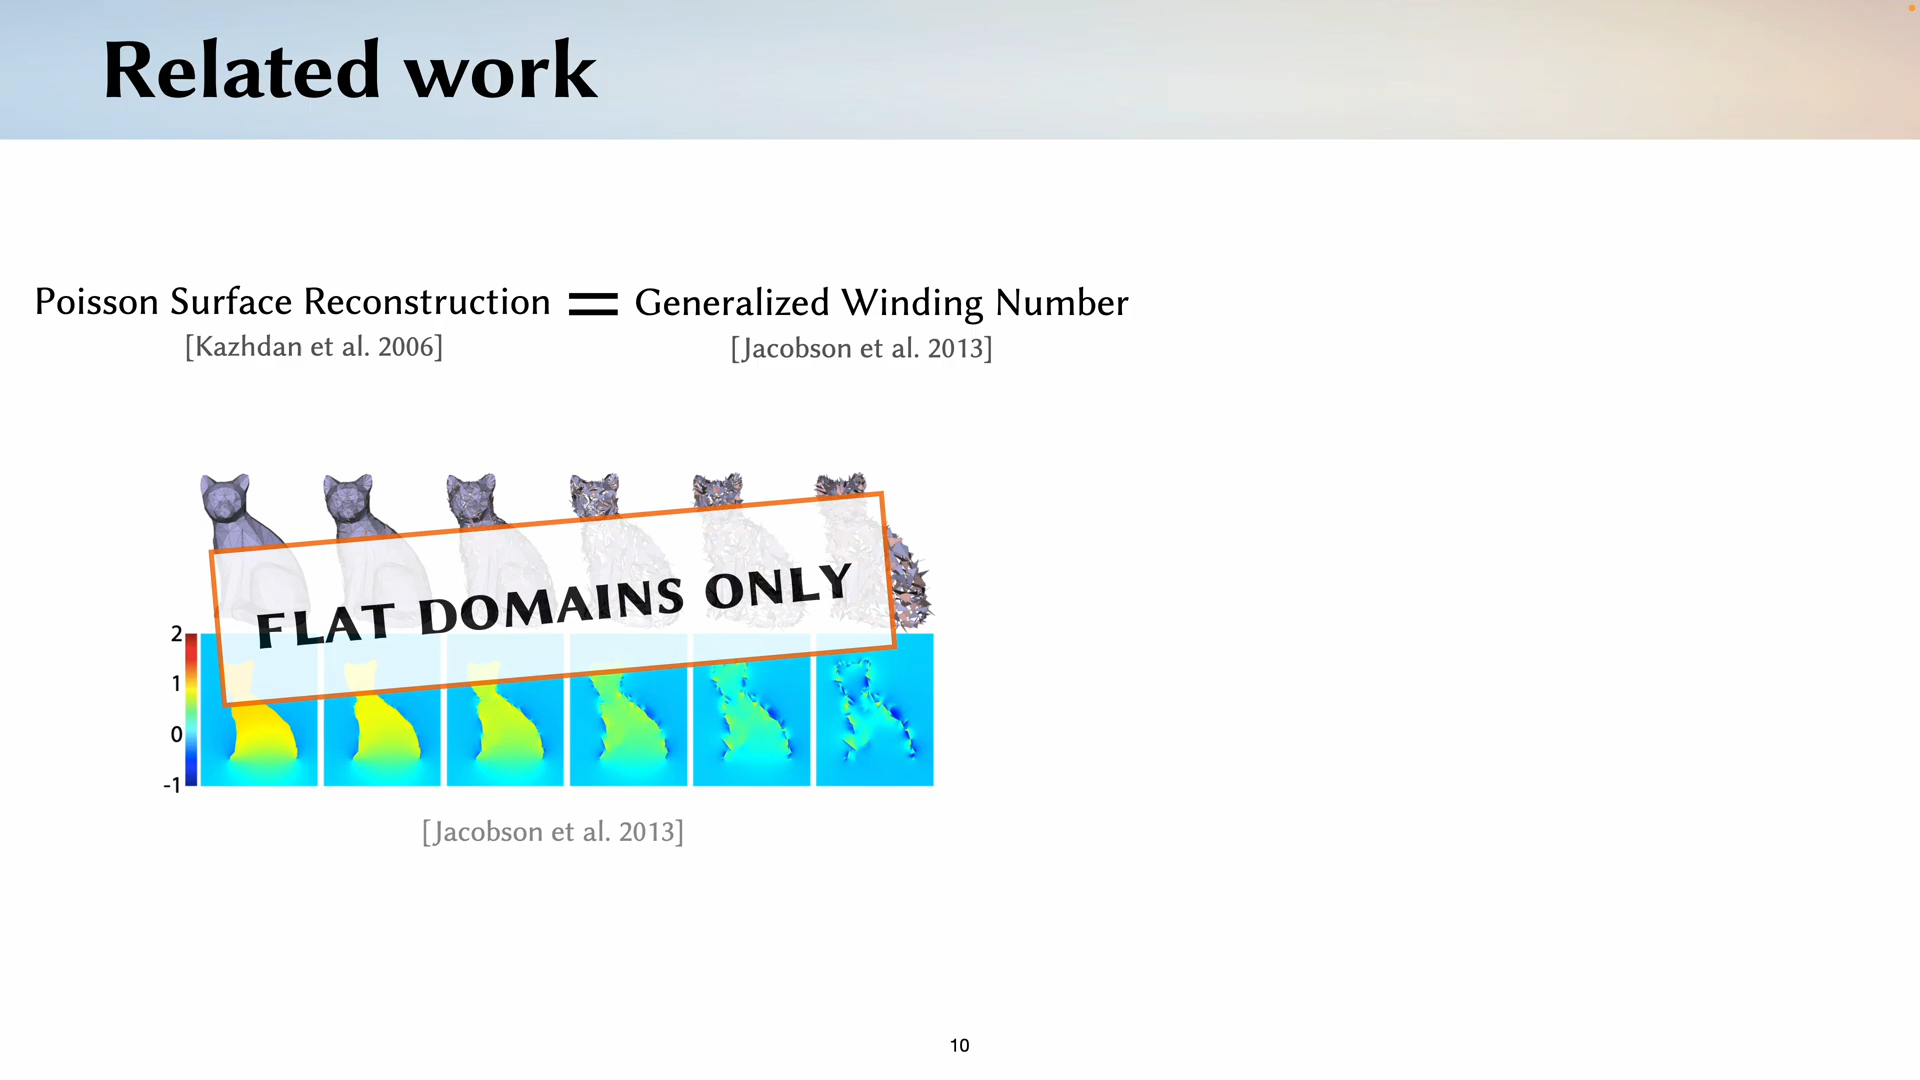 Related work
Poisson Surface Reconstruction = Generalized Winding Number
[Kazhdan et al. 2006]
[Jacobson et al. 2013]
FLAT DOMAINS ONLY
2
1
0
-1
[Jacobson et al. 2013]
10